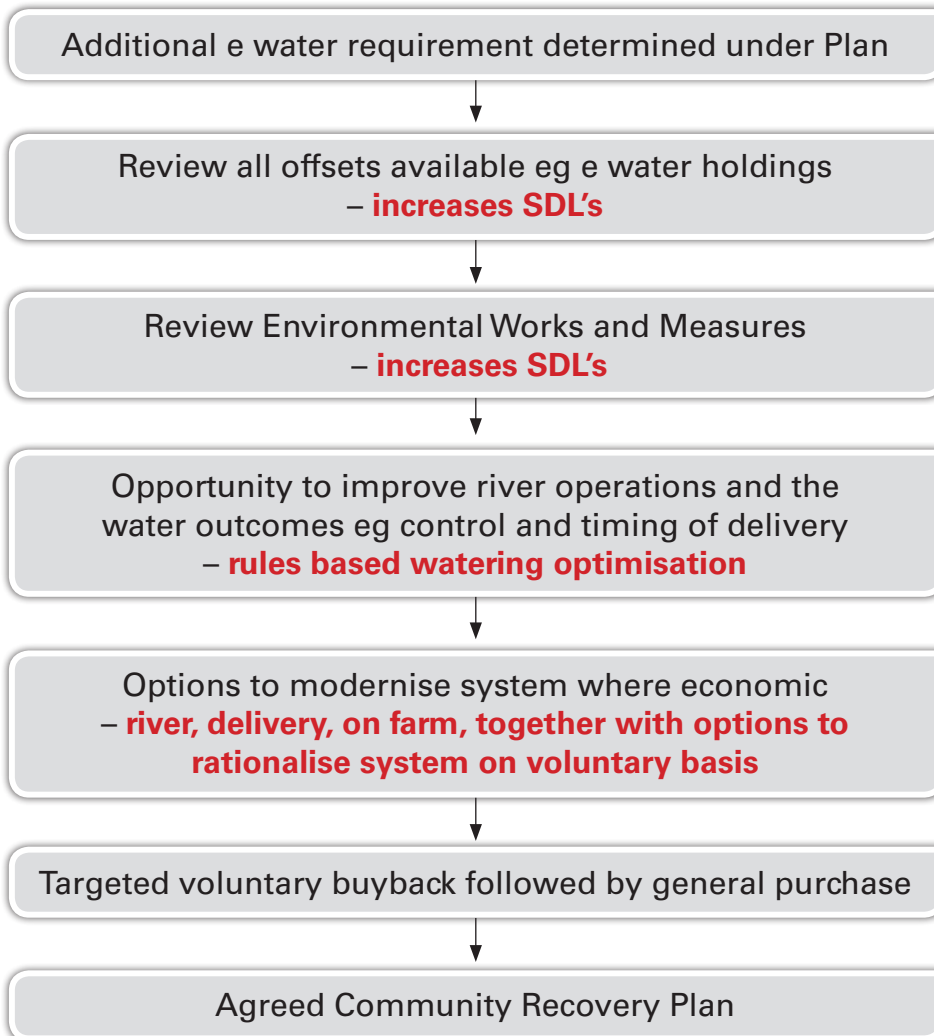 Additional e water requirement determined under Plan
Review all offsets available eg e water holdings
– increases SDL's
Review Environmental Works and Measures
– increases SDL's
Opportunity to improve river operations and the
water outcomes eg control and timing of delivery
– rules based watering optimisation
Options to modernise system where economic
– river, delivery, on farm, together with options to
rationalise system on voluntary basis
Targeted voluntary buyback followed by general purchase
Agreed Community Recovery Plan